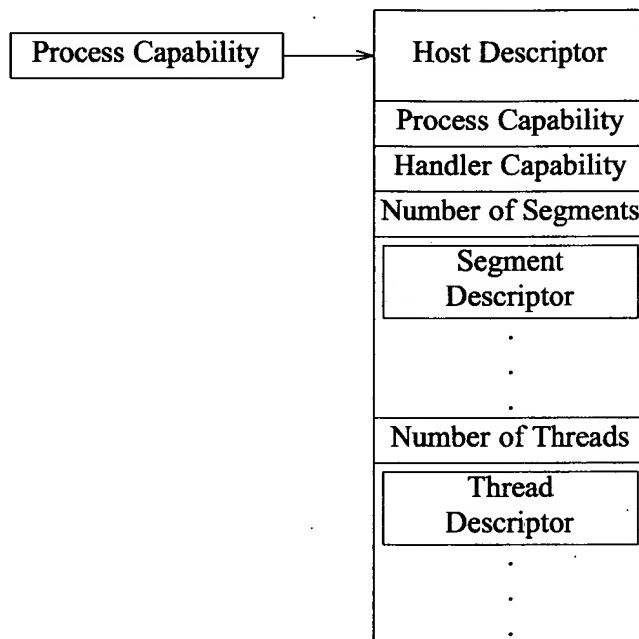 Process Capability
Host Descriptor
Process Capability
Handler Capability
Number of Segments
Segment
Descriptor
.
.
.
Number of Threads
Thread
Descriptor
.
.
.